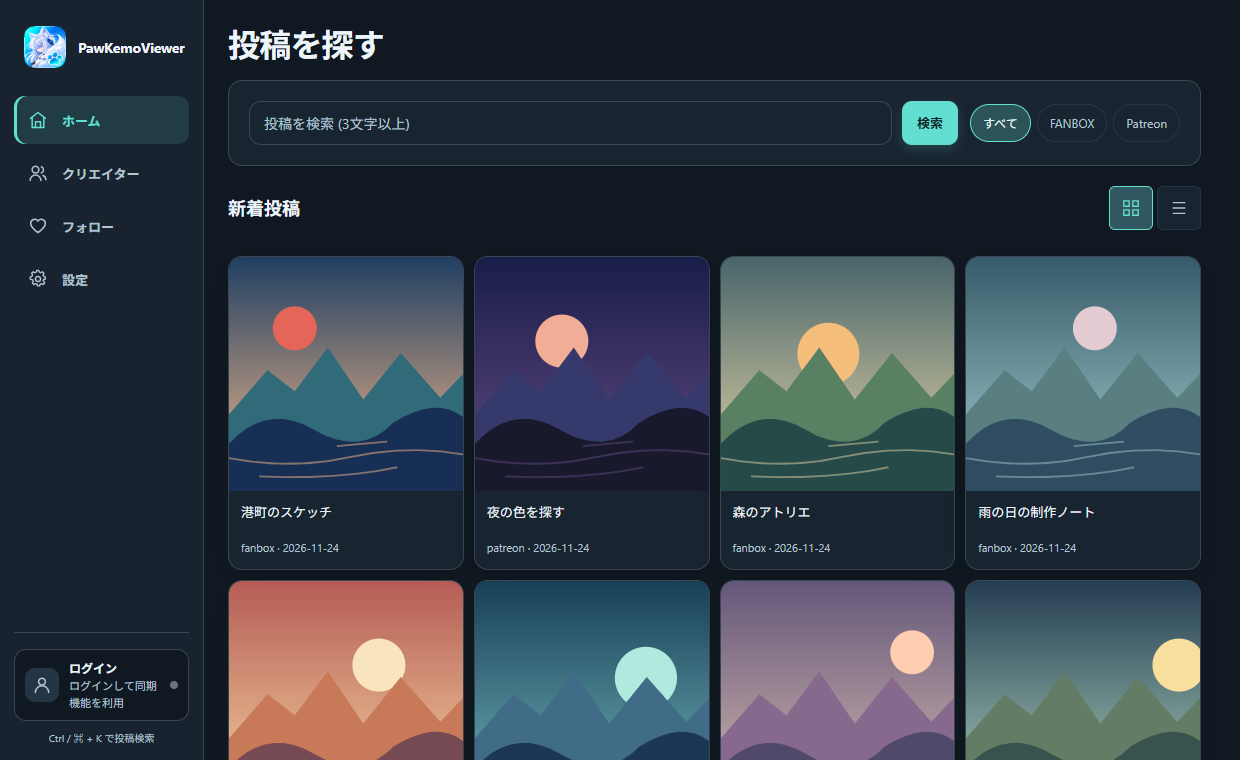 PawKemoViewer
ホーム
クリエイター
フォロー
設定
ログイン
ログインして同期
機能を利用
Ctrl / ⌘ + K で投稿検索
投稿を探す
投稿を検索 (3文字以上)
検索
すべて
FANBOX
Patreon
新着投稿
港町のスケッチ
fanbox · 2026-11-24
夜の色を探す
patreon · 2026-11-24
森のアトリエ
fanbox · 2026-11-24
雨の日の制作ノート
fanbox · 2026-11-24